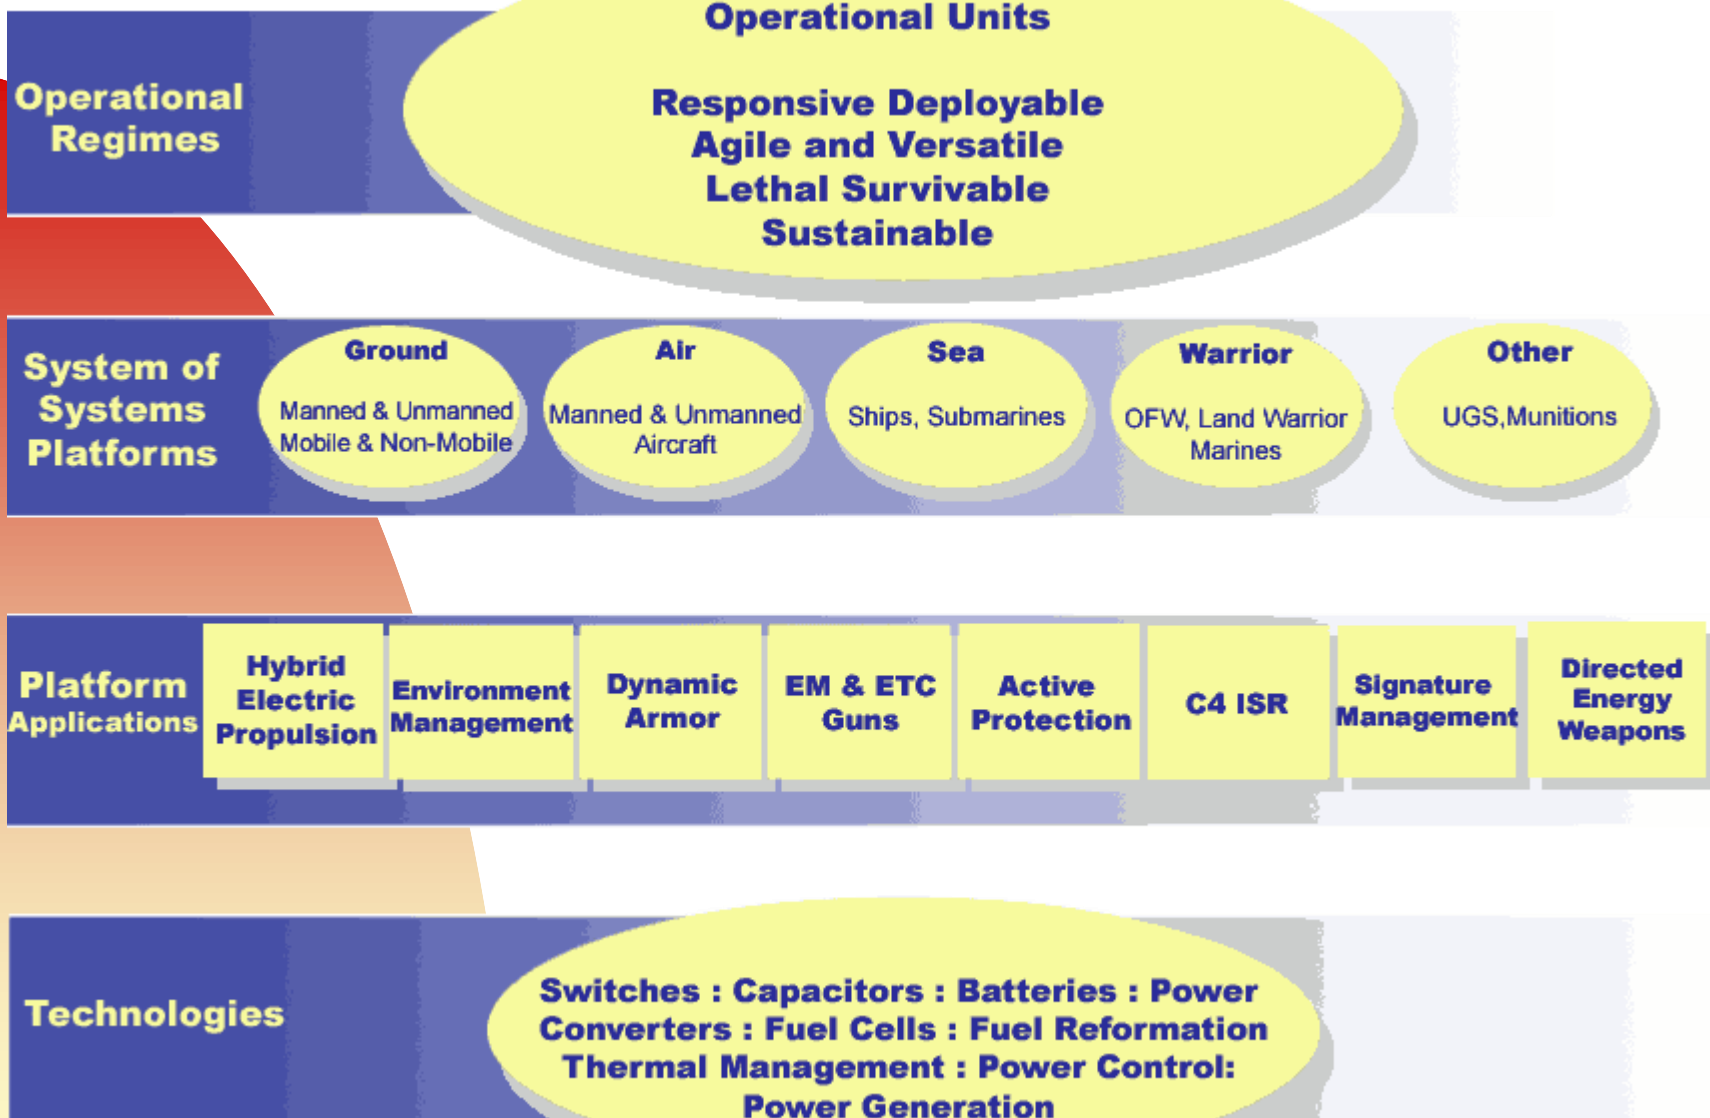 Operational Units
Operational
Regimes
Responsive Deployable
Agile and Versatile
Lethal Survivable
Sustainable
System of
Systems
Platforms
Ground
Manned & Unmanned
Mobile & Non-Mobile
Air
Manned & Unmanned
Aircraft
Sea
Ships, Submarines
Warrior
OFW, Land Warrior
Marines
Other
UGS,Munitions
Platform
Applications
Hybrid
Electric
Propulsion
Environment
Management
Dynamic
Armor
EM & ETC
Guns
Active
Protection
C4 ISR
Signature
Management
Directed
Energy
Weapons
Technologies
Switches : Capacitors : Batteries : Power
Converters : Fuel Cells : Fuel Reformation
Thermal Management : Power Control:
Power Generation